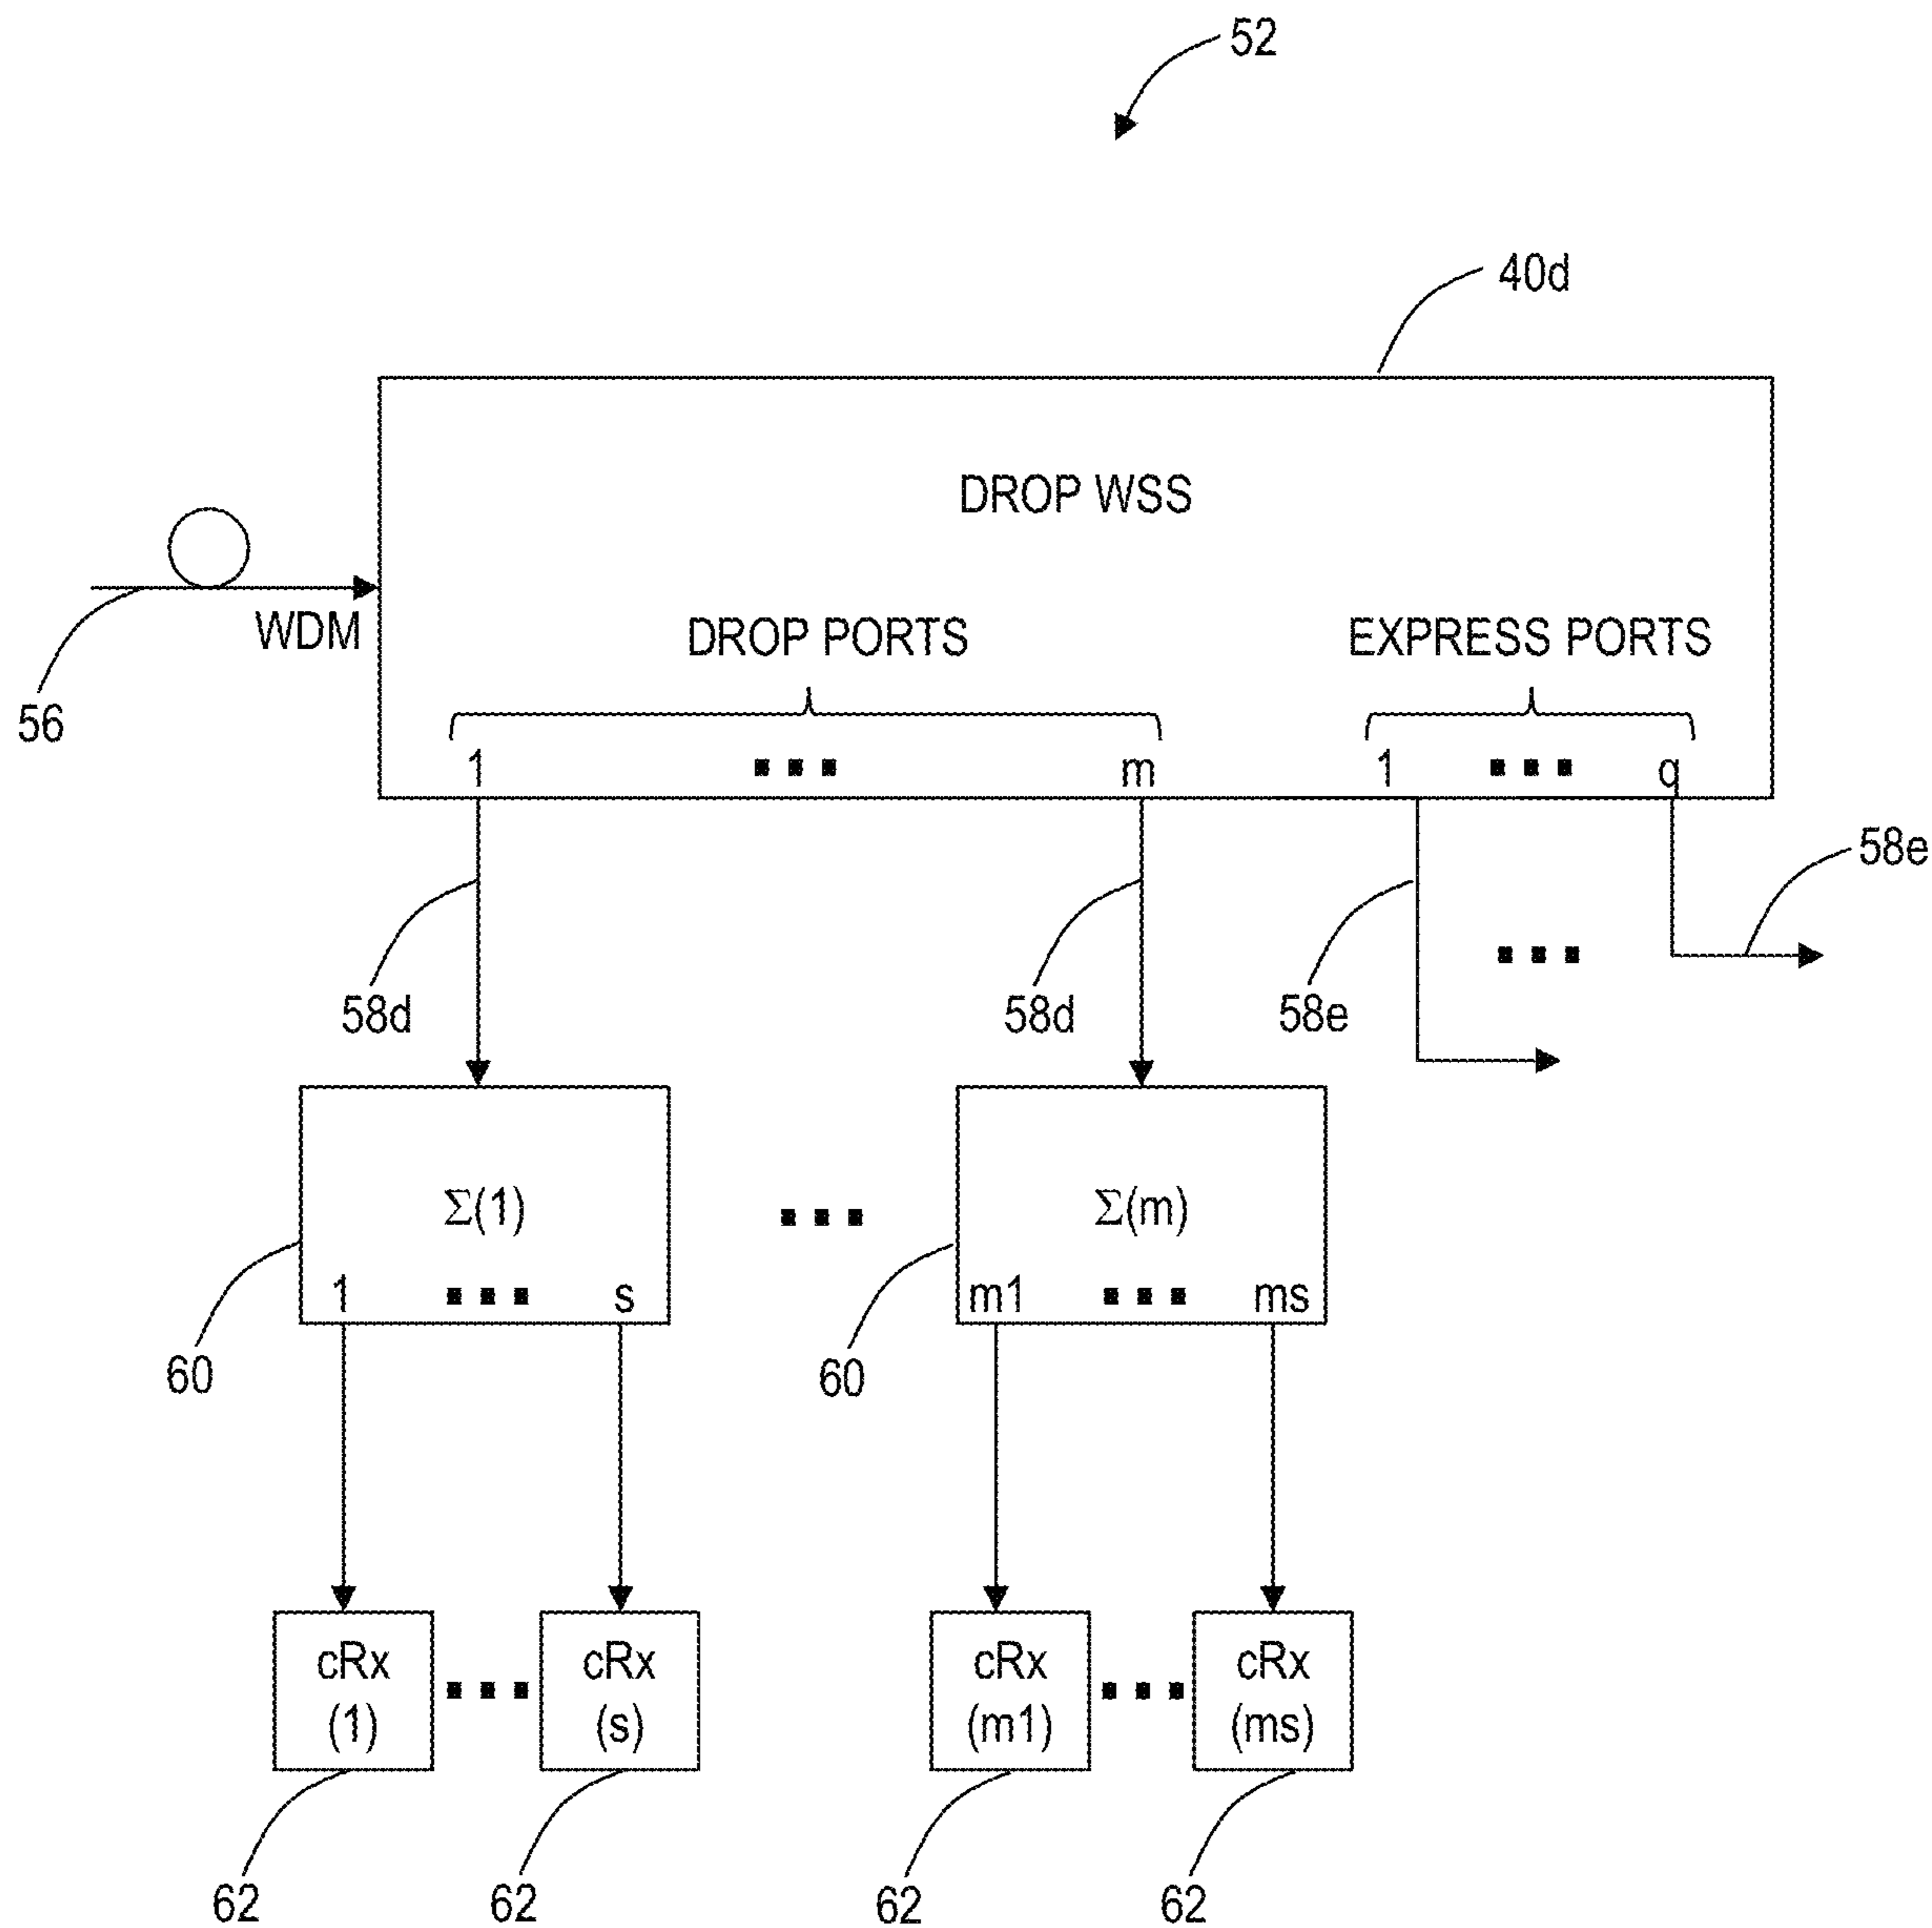 52
40d
DROP WSS
WDM
DROP PORTS
EXPRESS PORTS
56
1 ... m 1 ... q
58e
58d
58d
58e
...
Σ(1)
...
Σ(m)
1 ... s
m1 ... ms
60
60
cRx (1)
...
cRx (s)
cRx (m1)
...
cRx (ms)
62
62
62
62